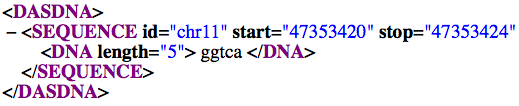 <DASDNA>
– <SEQUENCE id="chr11" start="47353420" stop="47353424"
<DNA length="5"> ggtca </DNA>
</SEQUENCE>
</DASDNA>